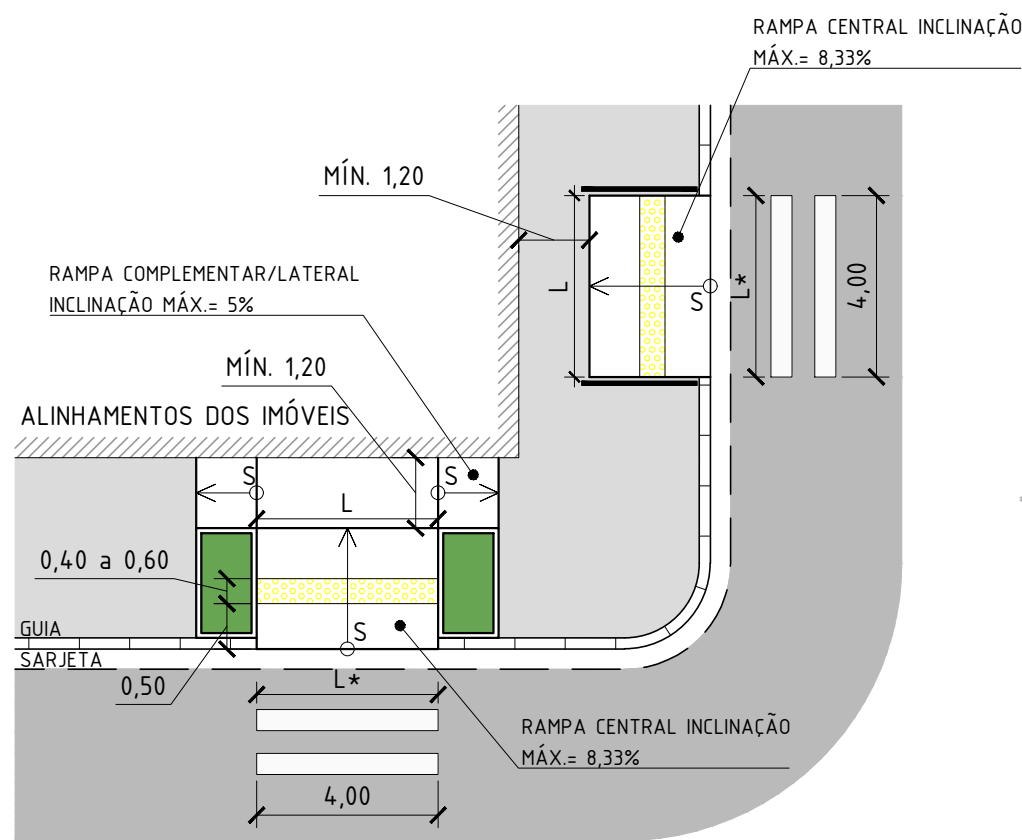 RAMPA CENTRAL INCLINAÇÃO
MÁX.= 8,33%
MÍN. 1,20
RAMPA COMPLEMENTAR/LATERAL
INCLINAÇÃO MÁX.= 5%
L
S
L*
4,00
MÍN. 1,20
ALINHAMENTOS DOS IMÓVEIS
S
S
L
0,40 a 0,60
GUIA
S
SARJETA
0,50
L*
RAMPA CENTRAL INCLINAÇÃO
MÁX.= 8,33%
4,00